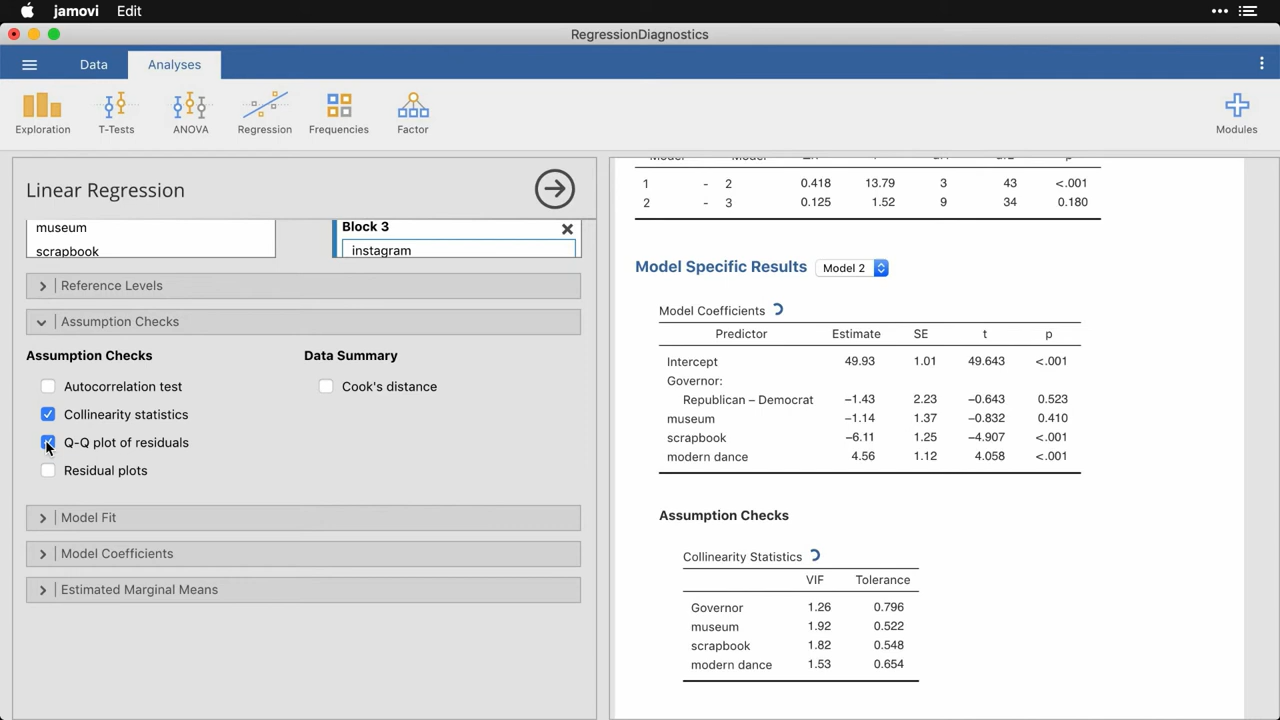 jamovi Edit
RegressionDiagnostics
Data Analyses
Exploration T-Tests ANOVA Regression Frequencies Factor Modules
Linear Regression
museum
scrapbook
Block 3
instagram
Reference Levels
Assumption Checks
Assumption Checks Data Summary
Autocorrelation test Cook's distance
Collinearity statistics
Q-Q plot of residuals
Residual plots
Model Fit
Model Coefficients
Estimated Marginal Means
Model Model p
1 - 2 0.418 13.79 3 43 <.001
2 - 3 0.125 1.52 9 34 0.180
Model Specific Results Model 2
Model Coefficients
Predictor Estimate SE t p
Intercept 49.93 1.01 49.643 <.001
Governor:
Republican – Democrat −1.43 2.23 −0.643 0.523
museum −1.14 1.37 −0.832 0.410
scrapbook −6.11 1.25 −4.907 <.001
modern dance 4.56 1.12 4.058 <.001
Assumption Checks
Collinearity Statistics
VIF Tolerance
Governor 1.26 0.796
museum 1.92 0.522
scrapbook 1.82 0.548
modern dance 1.53 0.654